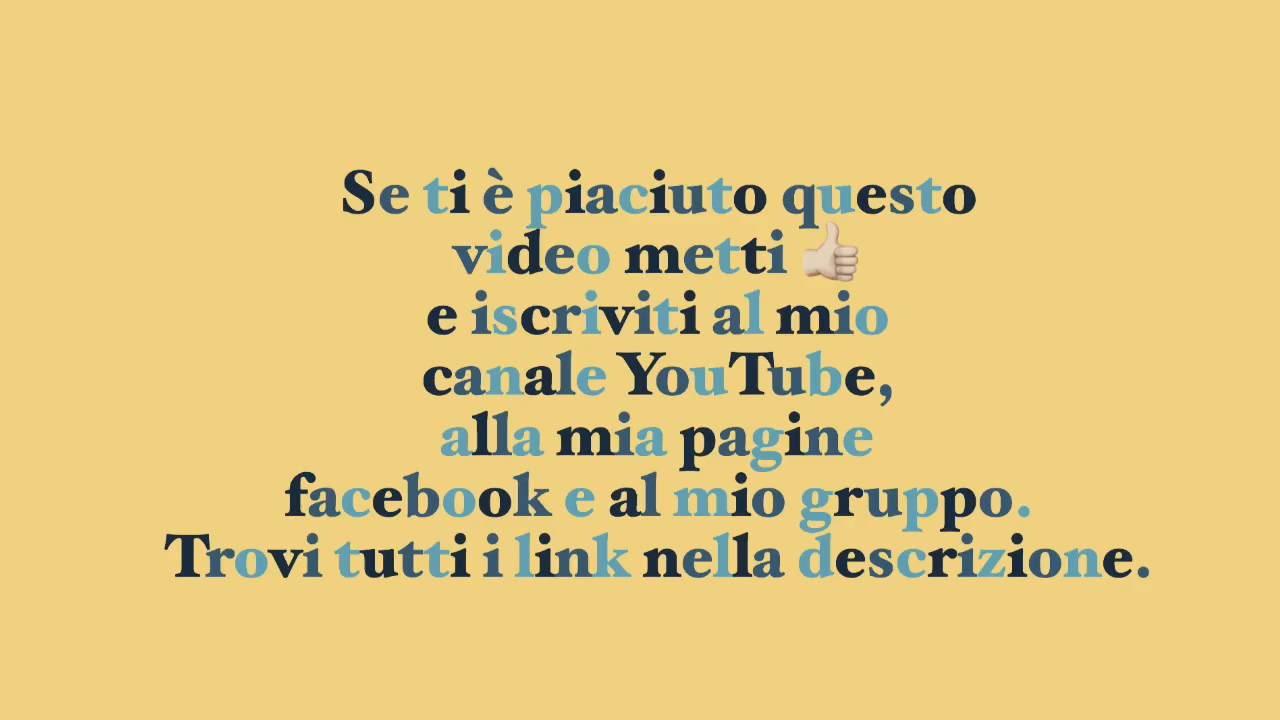 Se ti è piaciuto questo
video metti 👍🏼
e iscriviti al mio
canale YouTube,
alla mia pagine
facebook e al mio gruppo.
Trovi tutti i link nella descrizione.